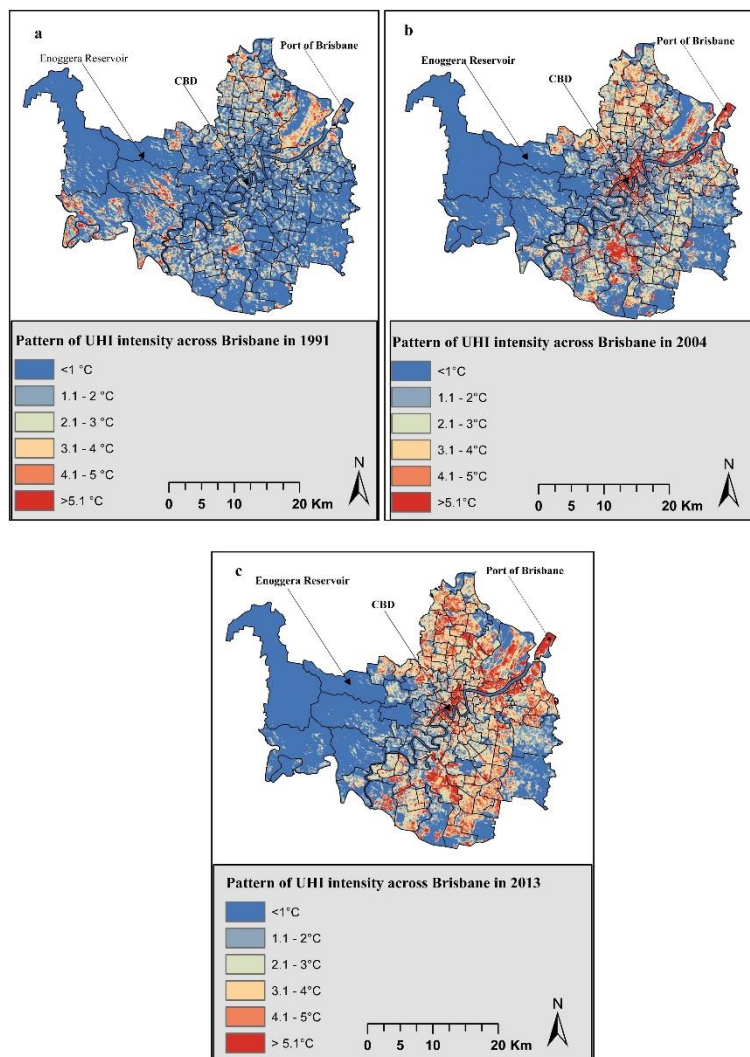 a
Port of Brisbane
Enoggera Reservoir
CBD
Pattern of UHI intensity across Brisbane in 1991
<1 °C
1.1 - 2 °C
2.1 - 3 °C
3.1 - 4 °C
4.1 - 5 °C
>5.1 °C
N
0 5 10 20 Km
b
Port of Brisbane
Enoggera Reservoir
CBD
Pattern of UHI intensity across Brisbane in 2004
<1°C
1.1 - 2°C
2.1 - 3°C
3.1 - 4°C
4.1 - 5°C
>5.1°C
N
0 5 10 20 Km
c
Port of Brisbane
Enoggera Reservoir
CBD
Pattern of UHI intensity across Brisbane in 2013
<1°C
1.1 - 2°C
2.1 - 3°C
3.1 - 4°C
4.1 - 5°C
> 5.1°C
N
0 5 10 20 Km